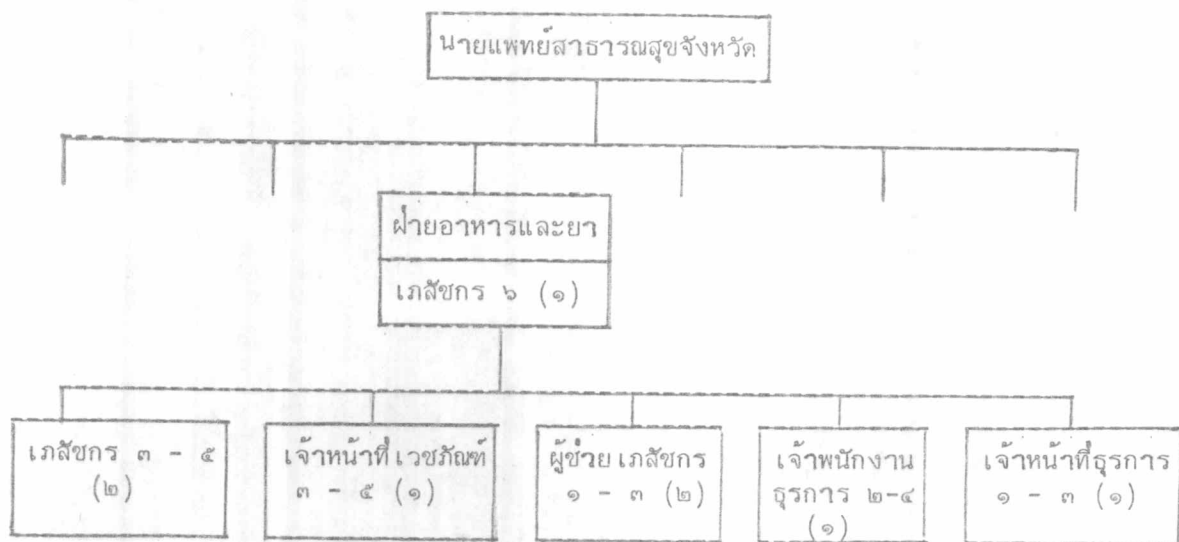 นายแพทย์สาธารณสุขจังหวัด
ฝ่ายอาหารและยา
เภสัชกร ๖ (๑)
เภสัชกร ๓ - ๕
(๒)
เจ้าหน้าที่เวชภัณฑ์
๓ - ๕ (๑)
ผู้ช่วยเภสัชกร
๑ - ๓ (๒)
เจ้าพนักงาน
ธุรการ ๒-๔
(๑)
เจ้าหน้าที่ธุรการ
๑ - ๓ (๑)